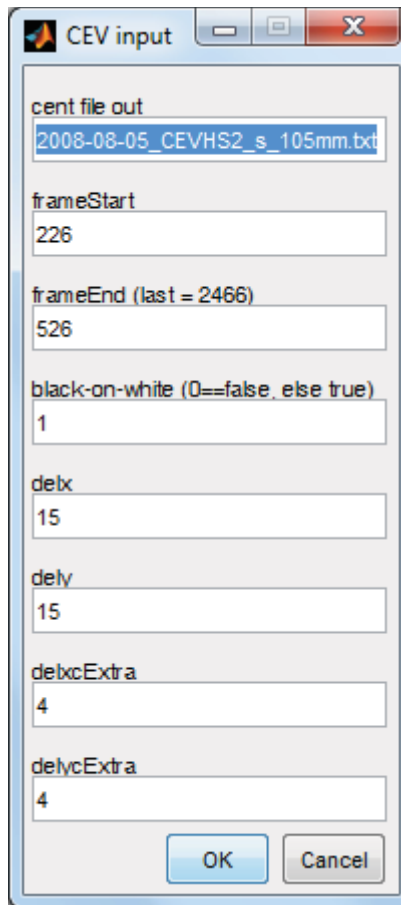 CEV input
cent file out
2008-08-05_CEVHS2_s_105mm.txt
frameStart
226
frameEnd (last = 2466)
526
black-on-white (0==false, else true)
1
delx
15
dely
15
delxcExtra
4
delycExtra
4
OK Cancel